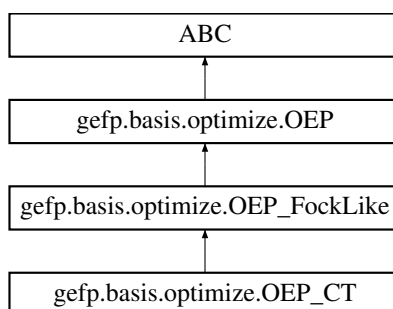 ABC
gefp.basis.optimize.OEP
gefp.basis.optimize.OEP_FockLike
gefp.basis.optimize.OEP_CT